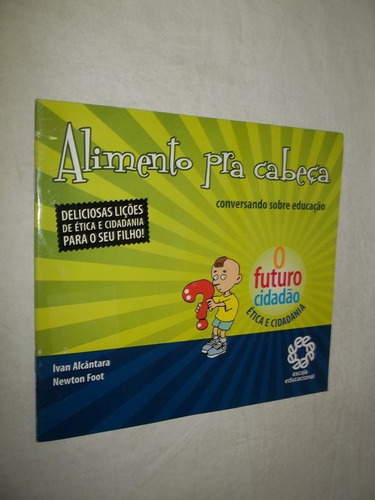 Alimento pra cabeça
conversando sobre educação
DELICIOSAS LIÇÕES
DE ÉTICA E CIDADANIA
PARA O SEU FILHO!
O
futuro
cidadão
ÉTICA E CIDADANIA
?
Ivan Alcântara
Newton Foot
escala
educacional